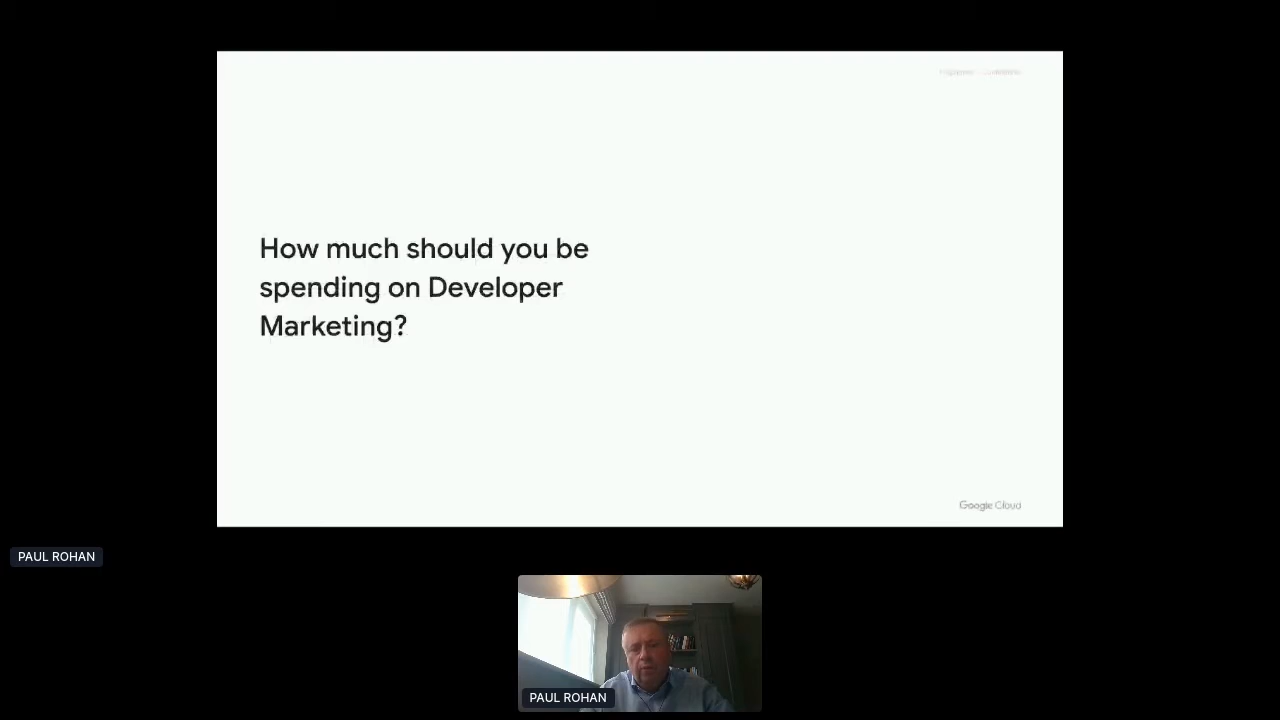 How much should you be
spending on Developer
Marketing?
Google Cloud
PAUL ROHAN
PAUL ROHAN